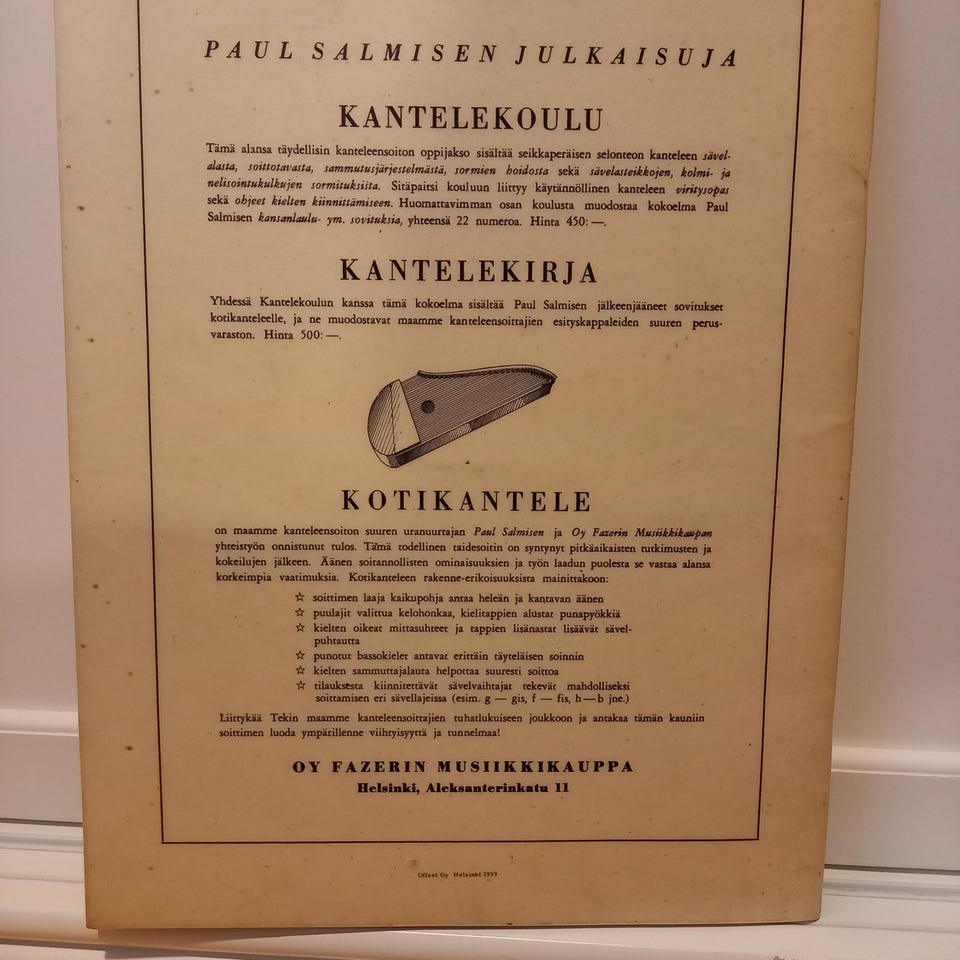 PAUL SALMISEN JULKAISUJA
KANTELEKOULU
Tämä alansa täydellisin kanteleensoiton oppijakso sisältää seikkaperäisen selonteon kanteleen sävel-
alasta, soittotavasta, sammutusjärjestelmästä, sormien hoidosta sekä sävelasteikkojen, kolmi- ja
nelisointukulkujen sormituksista. Sitäpaitsi kouluun liittyy käytännöllinen kanteleen viritysopas
sekä ohjeet kielten kiinnittämiseen. Huomattavimman osan koulusta muodostaa kokoelma Paul
Salmisen kansanlaulu- ym. sovituksia, yhteensä 22 numeroa. Hinta 450: —.
KANTELEKIRJA
Yhdessä Kantelekoulun kanssa tämä kokoelma sisältää Paul Salmisen jälkeenjääneet sovitukset
kotikanteleelle, ja ne muodostavat maamme kanteleensoittajien esityskappaleiden suuren perus-
varaston. Hinta 500: —.
KOTIKANTELE
on maamme kanteleensoiton suuren uranuurtajan Paul Salmisen ja Oy Fazerin Musiikkikaupan
yhteistyön onnistunut tulos. Tämä todellinen taidesoitin on syntynyt pitkäaikaisten tutkimusten ja
kokeilujen jälkeen. Äänen soitannollisten ominaisuuksien ja työn laadun puolesta se vastaa alansa
korkeimpia vaatimuksia. Kotikanteleen rakenne-erikoisuuksista mainittakoon:
☆ soittimen laaja kaikupohja antaa heleän ja kantavan äänen
☆ puulajit valittua kelohonkaa, kielitappien alustat punapyökkiä
☆ kielten oikeat mittasuhteet ja tappien lisänastat lisäävät sävel-
puhtautta
☆ punotut bassokielet antavat erittäin täyteläisen soinnin
☆ kielten sammuttajalauta helpottaa suuresti soittoa
☆ tilauksesta kiinnitettävät sävelvaihtajat tekevät mahdolliseksi
soittamisen eri sävellajeissa (esim. g — gis, f — fis, h — b jne.)
Liittykää Tekin maamme kanteleensoittajien tuhatlukuiseen joukkoon ja antakaa tämän kauniin
soittimen luoda ympärillenne viihtyisyyttä ja tunnelmaa!
OY FAZERIN MUSIIKKIKAUPPA
Helsinki, Aleksanterinkatu 11
Offset Oy Helsinki 1959